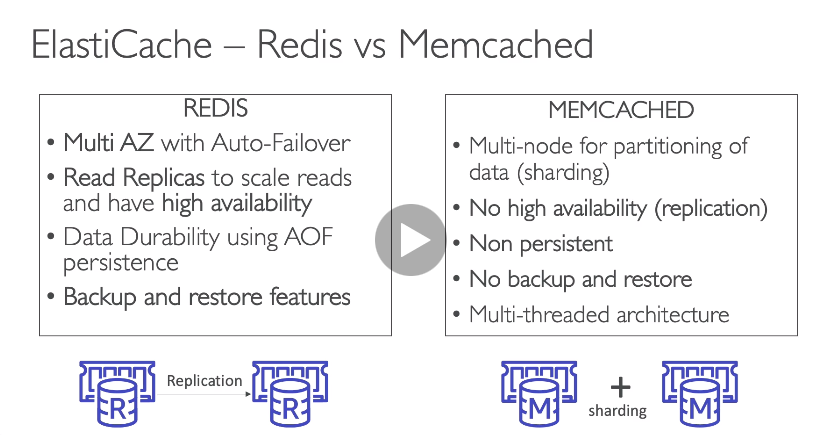 ElastiCache – Redis vs Memcached
REDIS
• Multi AZ with Auto-Failover
• Read Replicas to scale reads
and have high availability
• Data Durability using AOF
persistence
• Backup and restore features
MEMCACHED
• Multi-node for partitioning of
data (sharding)
• No high availability (replication)
• Non persistent
• No backup and restore
• Multi-threaded architecture
R
Replication
R
M
+
sharding
M